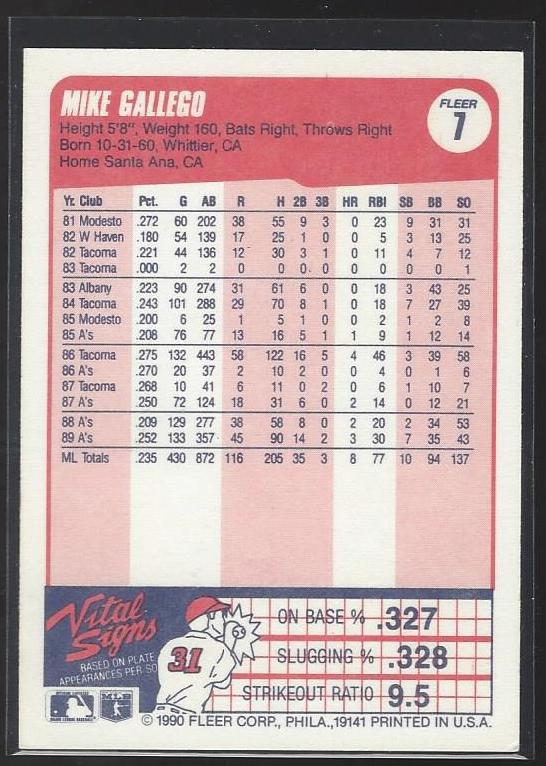 MIKE GALLEGO
FLEER
7
Height 5'8", Weight 160, Bats Right, Throws Right
Born 10-31-60, Whittier, CA
Home Santa Ana, CA
Yr. Club Pct. G AB R H 2B 3B HR RBI SB BB SO
81 Modesto .272 60 202 38 55 9 3 0 23 9 31 31
82 W Haven .180 54 139 17 25 1 0 0 5 3 13 25
82 Tacoma .221 44 136 12 30 3 1 0 11 4 7 12
83 Tacoma .000 2 2 0 0 0 0 0 0 0 0 1
83 Albany .223 90 274 31 61 6 0 0 18 3 43 25
84 Tacoma .243 101 288 29 70 8 1 0 18 7 27 39
85 Modesto .200 6 25 1 5 1 0 0 2 1 2 8
85 A's .208 76 77 13 16 5 1 1 9 1 12 14
86 Tacoma .275 132 443 58 122 16 5 4 46 3 39 58
86 A's .270 20 37 2 10 2 0 0 4 0 1 6
87 Tacoma .268 10 41 6 11 0 2 0 6 1 10 7
87 A's .250 72 124 18 31 6 0 2 14 0 12 21
88 A's .209 129 277 38 58 8 0 2 20 2 34 53
89 A's .252 133 357 45 90 14 2 3 30 7 35 43
ML Totals .235 430 872 116 205 35 3 8 77 10 94 137
Vital
Signs
BASED ON PLATE
APPEARANCES PER SO
31
ON BASE % .327
SLUGGING % .328
STRIKEOUT RATIO 9.5
MLB
© 1990 FLEER CORP., PHILA.,19141 PRINTED IN U.S.A.